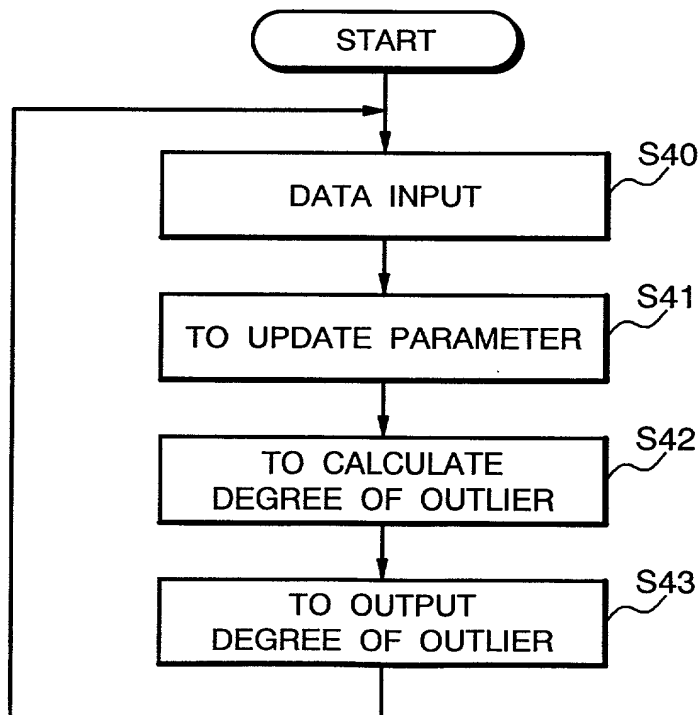 START
DATA INPUT
S40
TO UPDATE PARAMETER
S41
TO CALCULATE
DEGREE OF OUTLIER
S42
TO OUTPUT
DEGREE OF OUTLIER
S43